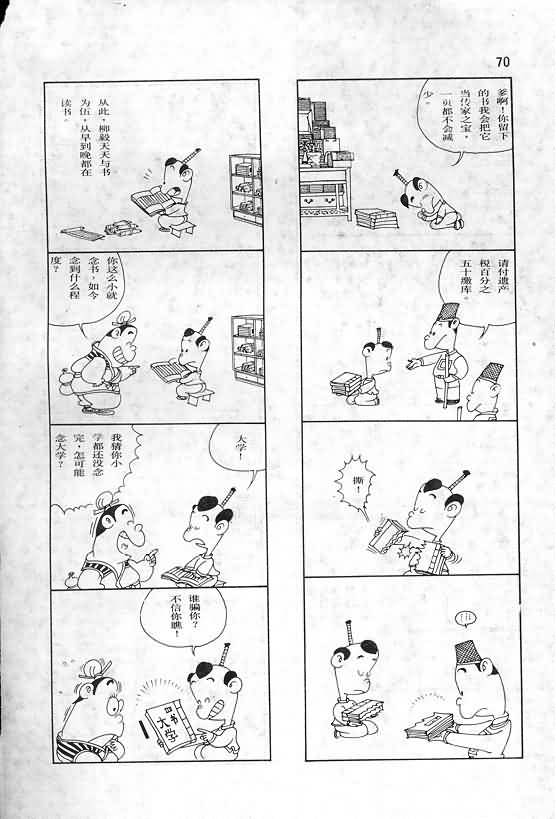 70
爹啊！你留下
的书我会把它
当传家之宝，
一页都不会减
少。
请付遗产
税百分之
五十缴库。
撕！
!!!
从此，柳毅天天与书
为伍，从早到晚都在
读书。
你这么小就
念书，如今
念到什么程
度？
大学！
我猜你小
学都还没念
完，怎可能
念大学？
谁骗你？
不信你瞧！
四书
大学